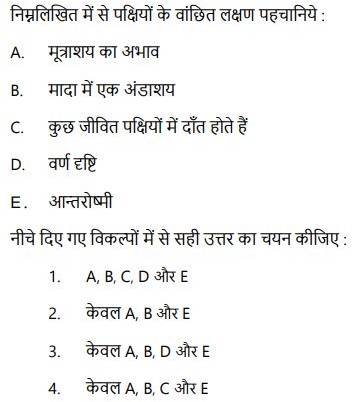 निम्नलिखित में से पक्षियों के वांछित लक्षण पहचानिये :
A. मूत्राशय का अभाव
B. मादा में एक अंडाशय
C. कुछ जीवित पक्षियों में दाँत होते हैं
D. वर्ण दृष्टि
E. आन्तरोष्मी
नीचे दिए गए विकल्पों में से सही उत्तर का चयन कीजिए :
1. A, B, C, D और E
2. केवल A, B और E
3. केवल A, B, D और E
4. केवल A, B, C और E